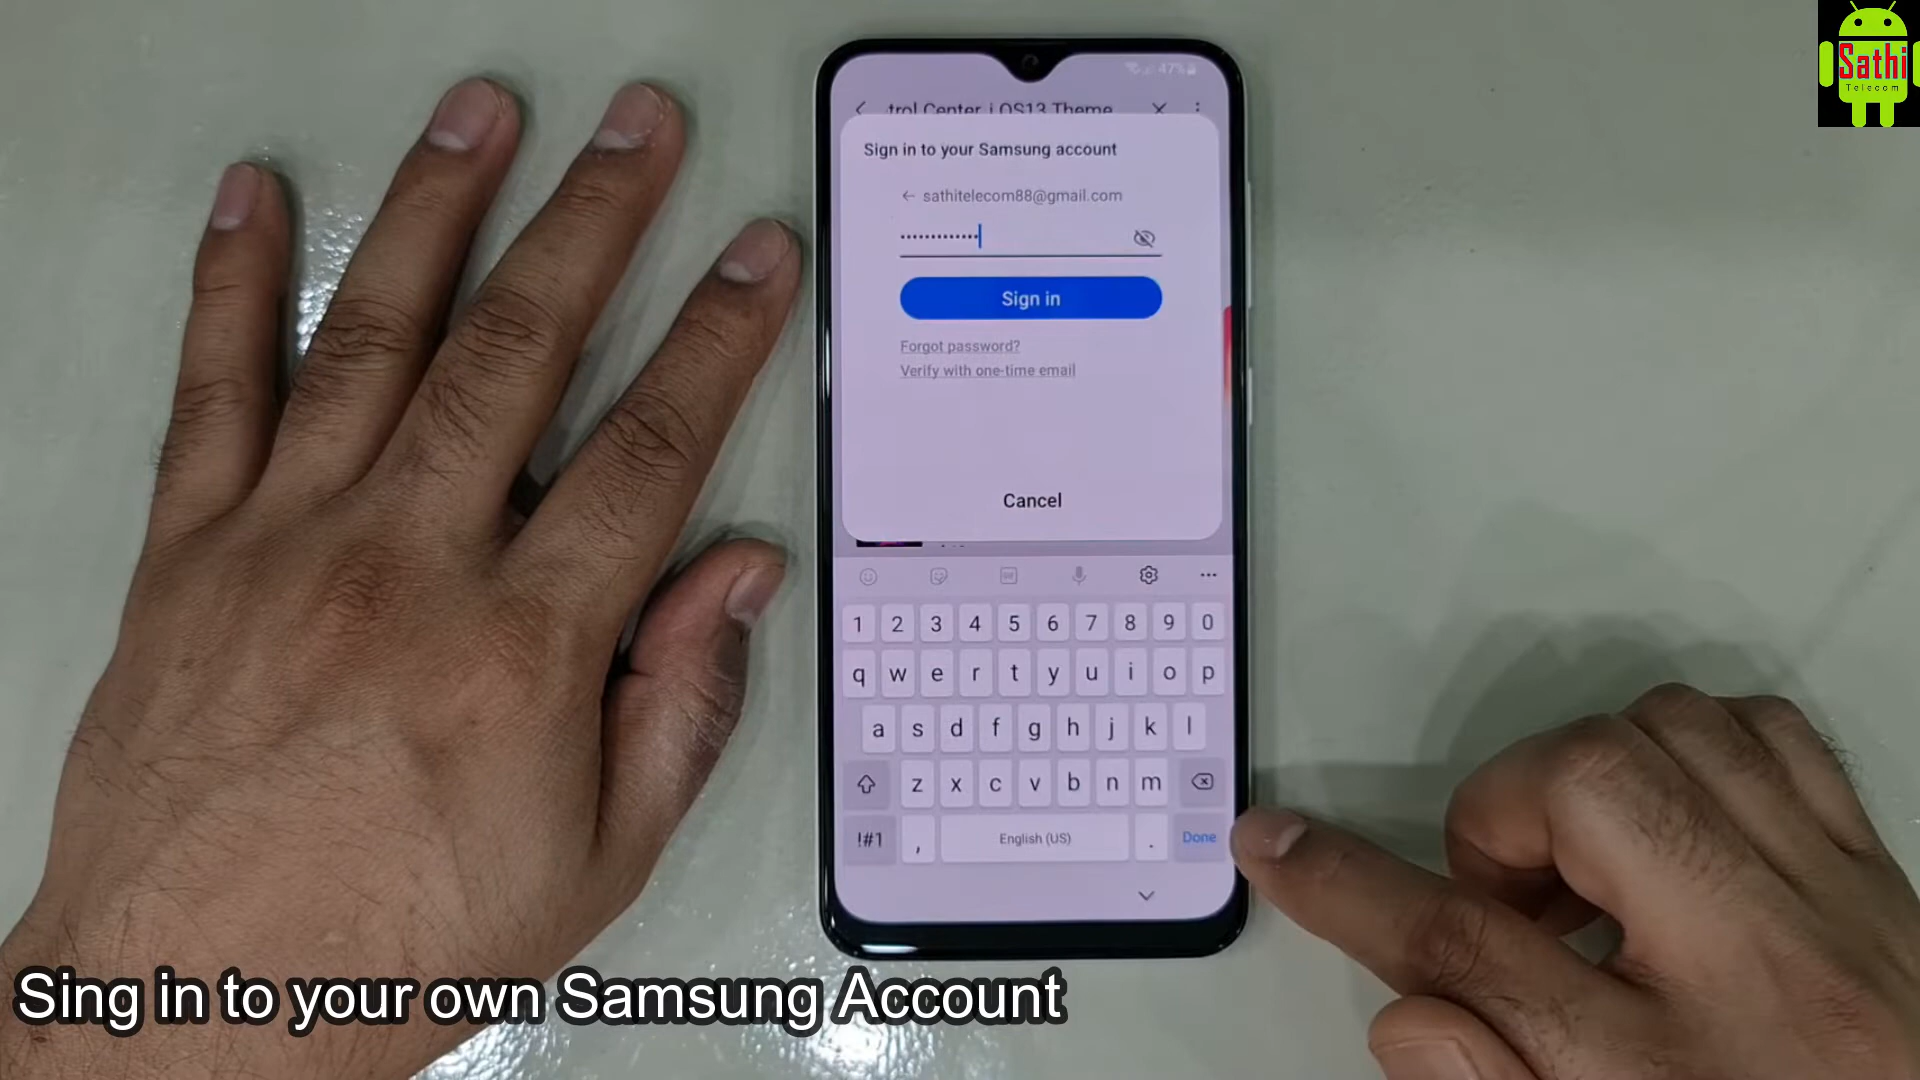 Sathi
Telecom
47%
trol Center, i OS13 Theme
Sign in to your Samsung account
sathitelecom88@gmail.com
•••••••••••••
Sign in
Forgot password?
Verify with one-time email
Cancel
1 2 3 4 5 6 7 8 9 0
q w e r t y u i o p
a s d f g h j k l
z x c v b n m
!#1 , English (US) . Done
Sing in to your own Samsung Account